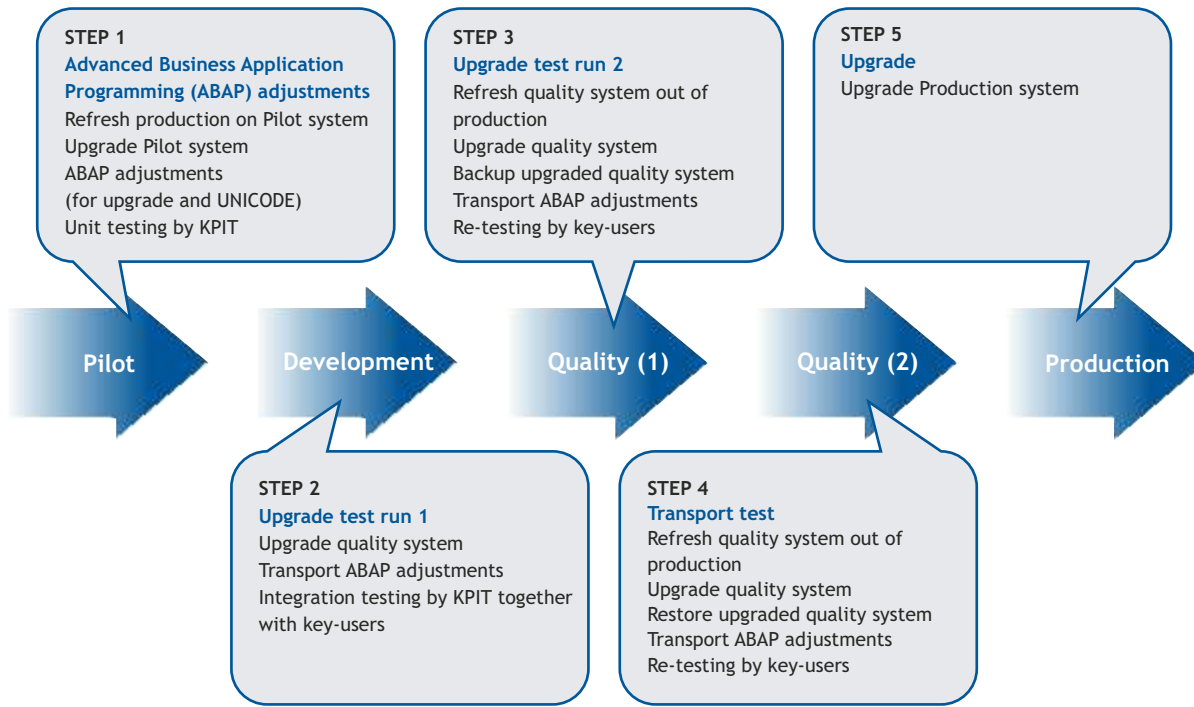 STEP 1
Advanced Business Application
Programming (ABAP) adjustments
Refresh production on Pilot system
Upgrade Pilot system
ABAP adjustments
(for upgrade and UNICODE)
Unit testing by KPIT
STEP 3
Upgrade test run 2
Refresh quality system out of
production
Upgrade quality system
Backup upgraded quality system
Transport ABAP adjustments
Re-testing by key-users
STEP 5
Upgrade
Upgrade Production system
Pilot
Development
Quality (1)
Quality (2)
Production
STEP 2
Upgrade test run 1
Upgrade quality system
Transport ABAP adjustments
Integration testing by KPIT together
with key-users
STEP 4
Transport test
Refresh quality system out of
production
Upgrade quality system
Restore upgraded quality system
Transport ABAP adjustments
Re-testing by key-users